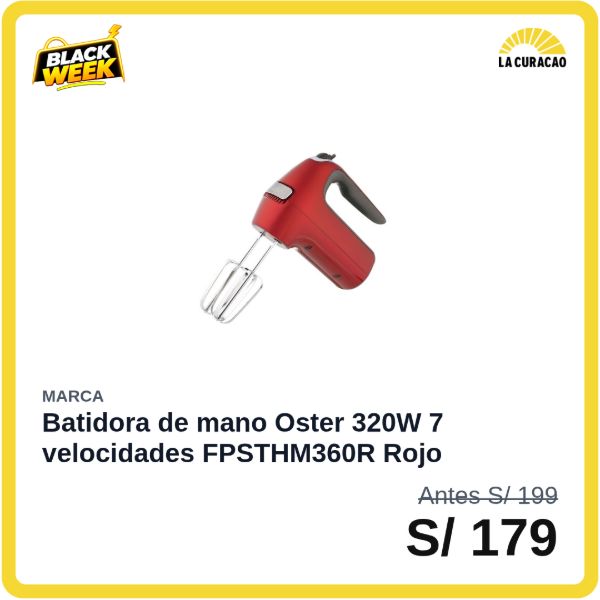 BLACK
WEEK
LA CURACAO
MARCA
Batidora de mano Oster 320W 7
velocidades FPSTHM360R Rojo
Antes S/ 199
S/ 179